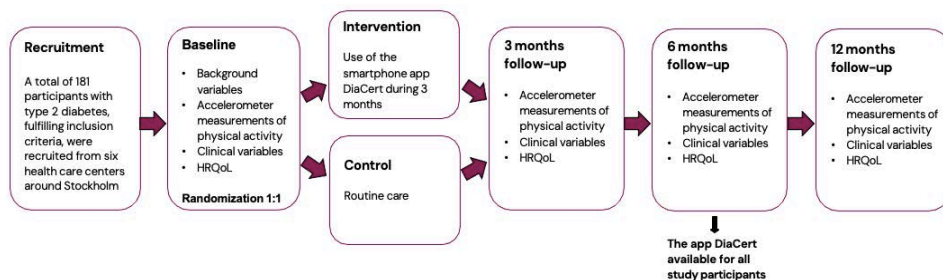 Recruitment
A total of 181
participants with
type 2 diabetes,
fulfilling inclusion
criteria, were
recruited from six
health care centers
around Stockholm
Baseline
• Background
variables
• Accelerometer
measurements of
physical activity
• Clinical variables
• HRQoL
Randomization 1:1
Intervention
Use of the
smartphone app
DiaCert during 3
months
Control
Routine care
3 months
follow-up
• Accelerometer
measurements of
physical activity
• Clinical variables
• HRQoL
6 months
follow-up
• Accelerometer
measurements of
physical activity
• Clinical variables
• HRQoL
The app DiaCert
available for all
study participants
12 months
follow-up
• Accelerometer
measurements of
physical activity
• Clinical variables
• HRQoL